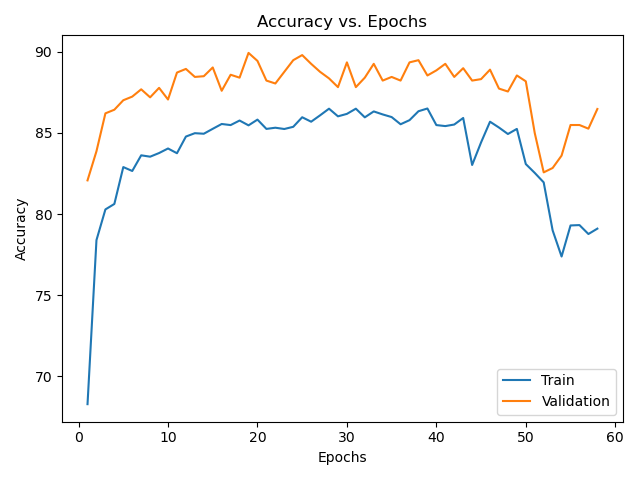 Accuracy vs. Epochs
90
85
80
75
70
Accuracy
0 10 20 30 40 50 60
Epochs
Train
Validation